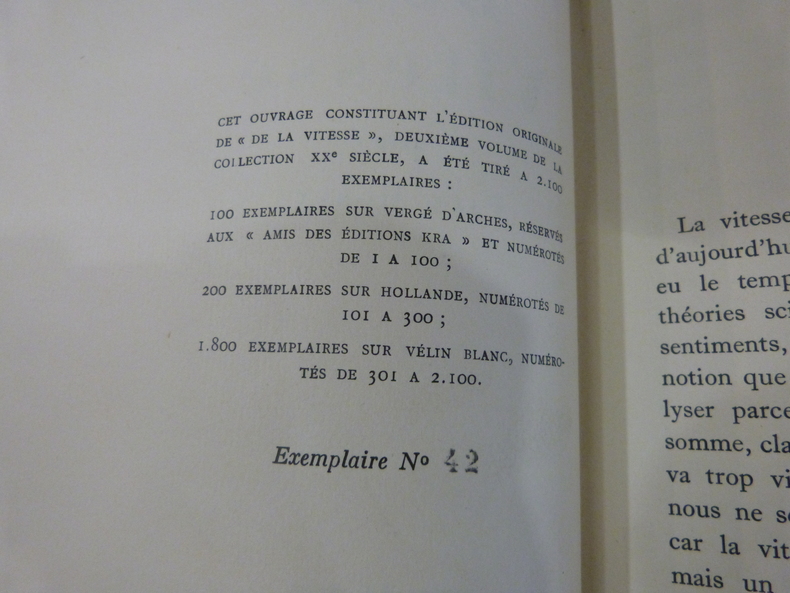 CET OUVRAGE CONSTITUANT L'ÉDITION ORIGINALE
DE « DE LA VITESSE », DEUXIÈME VOLUME DE LA
COLLECTION XXe SIÈCLE, A ÉTÉ TIRÉ A 2.100
EXEMPLAIRES :
100 EXEMPLAIRES SUR VERGÉ D'ARCHES, RÉSERVÉS
AUX « AMIS DES ÉDITIONS KRA » ET NUMÉROTÉS
DE 1 A 100 ;
200 EXEMPLAIRES SUR HOLLANDE, NUMÉROTÉS DE
101 A 300 ;
1.800 EXEMPLAIRES SUR VÉLIN BLANC, NUMÉRO-
TÉS DE 301 A 2.100.
Exemplaire No 42
La vitesse
d'aujourd'hu
eu le temp
théories sci
sentiments,
notion que
lyser parce
somme, cla
va trop vi
nous ne s
car la vit
mais un